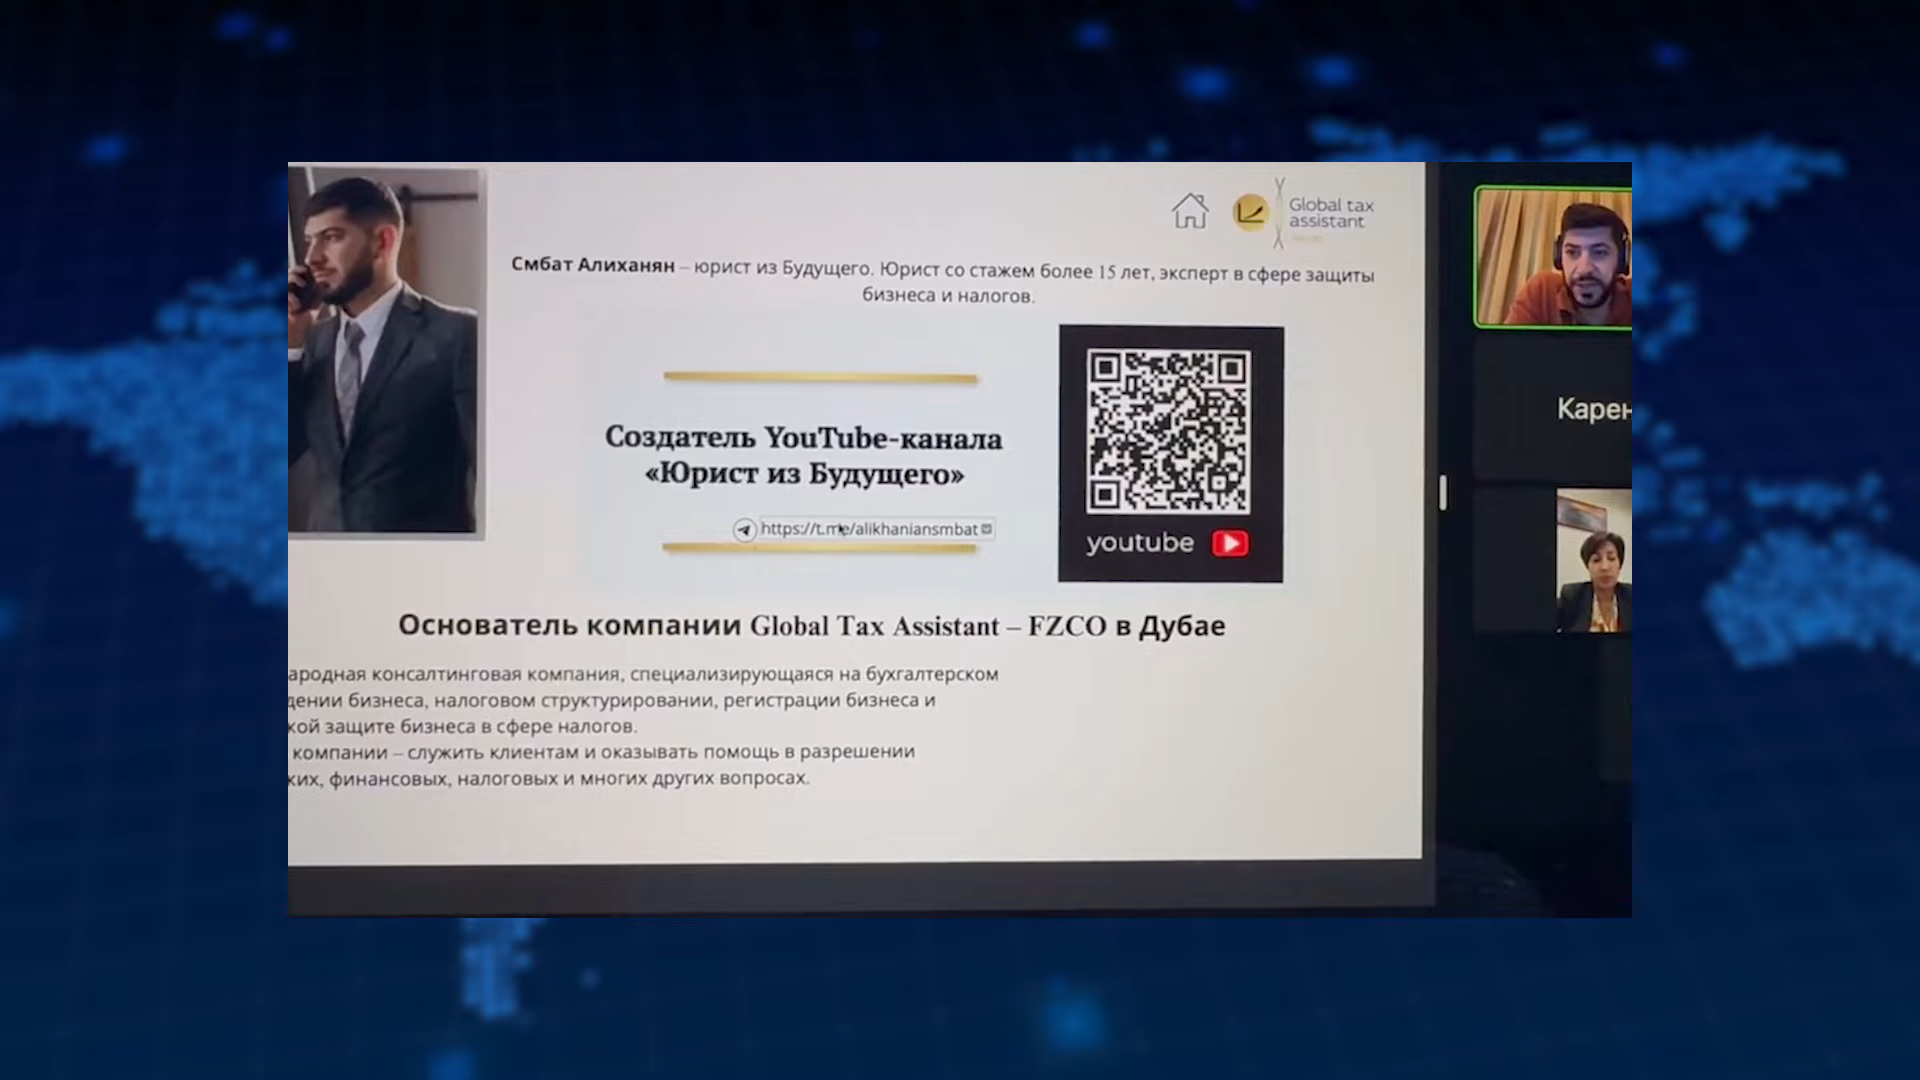 Global tax
assistant
Смбат Алиханян – юрист из Будущего. Юрист со стажем более 15 лет, эксперт в сфере защиты
бизнеса и налогов.
Создатель YouTube-канала
«Юрист из Будущего»
https://t.me/alikhaniansmbat
youtube
Основатель компании Global Tax Assistant – FZCO в Дубае
ародная консалтинговая компания, специализирующаяся на бухгалтерском
дении бизнеса, налоговом структурировании, регистрации бизнеса и
кой защите бизнеса в сфере налогов.
компании – служить клиентам и оказывать помощь в разрешении
ких, финансовых, налоговых и многих других вопросах.
Карен